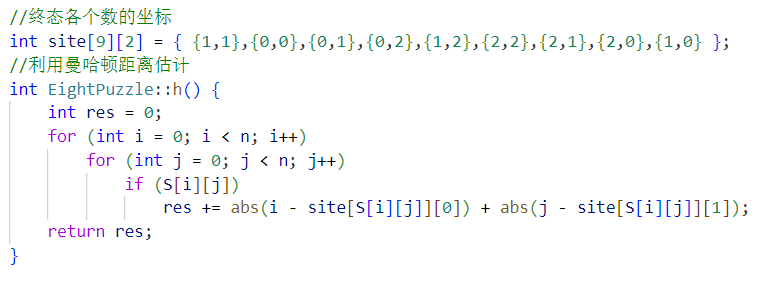 //终态各个数的坐标
int site[9][2] = { {1,1},{0,0},{0,1},{0,2},{1,2},{2,2},{2,1},{2,0},{1,0} };
//利用曼哈顿距离估计
int EightPuzzle::h() {
    int res = 0;
    for (int i = 0; i < n; i++)
        for (int j = 0; j < n; j++)
            if (S[i][j])
                res += abs(i - site[S[i][j]][0]) + abs(j - site[S[i][j]][1]);
    return res;
}